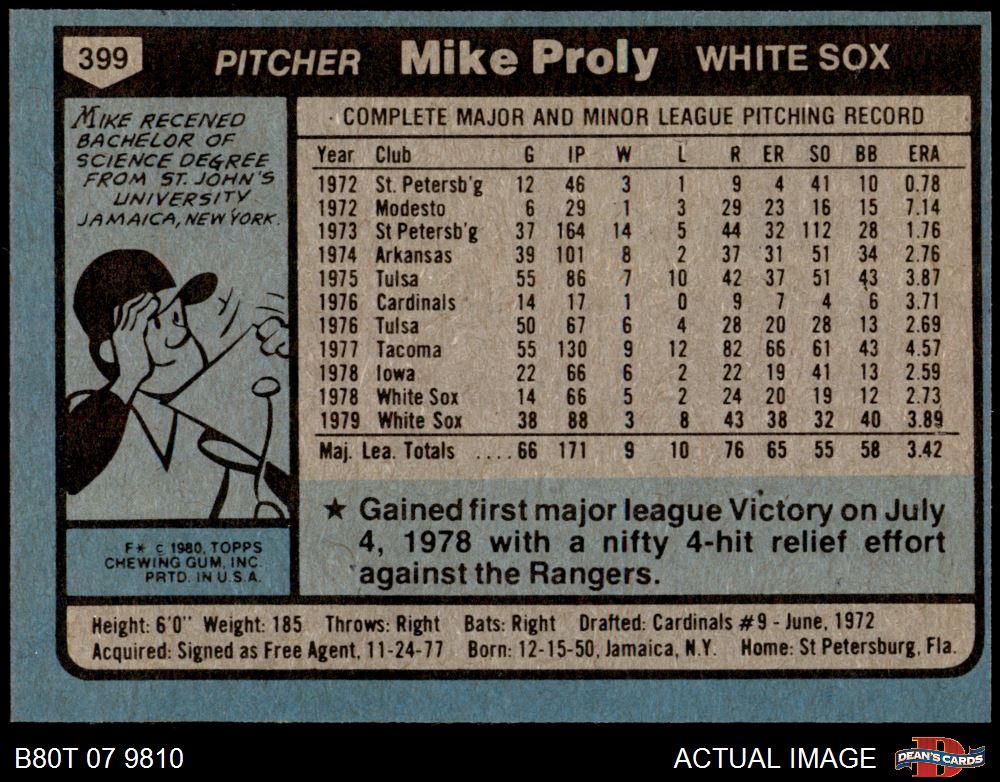 399 PITCHER Mike Proly WHITE SOX
MIKE RECEIVED
BACHELOR OF
SCIENCE DEGREE
FROM ST. JOHN'S
UNIVERSITY
JAMAICA, NEW YORK.
COMPLETE MAJOR AND MINOR LEAGUE PITCHING RECORD
Year Club G IP W L R ER SO BB ERA
1972 St. Petersb'g 12 46 3 1 9 4 41 10 0.78
1972 Modesto 6 29 1 3 29 23 16 15 7.14
1973 St Petersb'g 37 164 14 5 44 32 112 28 1.76
1974 Arkansas 39 101 8 2 37 31 51 34 2.76
1975 Tulsa 55 86 7 10 42 37 51 43 3.87
1976 Cardinals 14 17 1 0 9 7 4 6 3.71
1976 Tulsa 50 67 6 4 28 20 28 13 2.69
1977 Tacoma 55 130 9 12 82 66 61 43 4.57
1978 Iowa 22 66 6 2 22 19 41 13 2.59
1978 White Sox 14 66 5 2 24 20 19 12 2.73
1979 White Sox 38 88 3 8 43 38 32 40 3.89
Maj. Lea. Totals ....66 171 9 10 76 65 55 58 3.42
★ Gained first major league Victory on July
4, 1978 with a nifty 4-hit relief effort
against the Rangers.
F* © 1980, TOPPS
CHEWING GUM, INC.
PRTD. IN U.S.A.
Height: 6'0" Weight: 185 Throws: Right Bats: Right Drafted: Cardinals #9 - June, 1972
Acquired: Signed as Free Agent, 11-24-77 Born: 12-15-50, Jamaica, N.Y. Home: St Petersburg, Fla.
B80T 07 9810 ACTUAL IMAGE DEAN'S CARDS